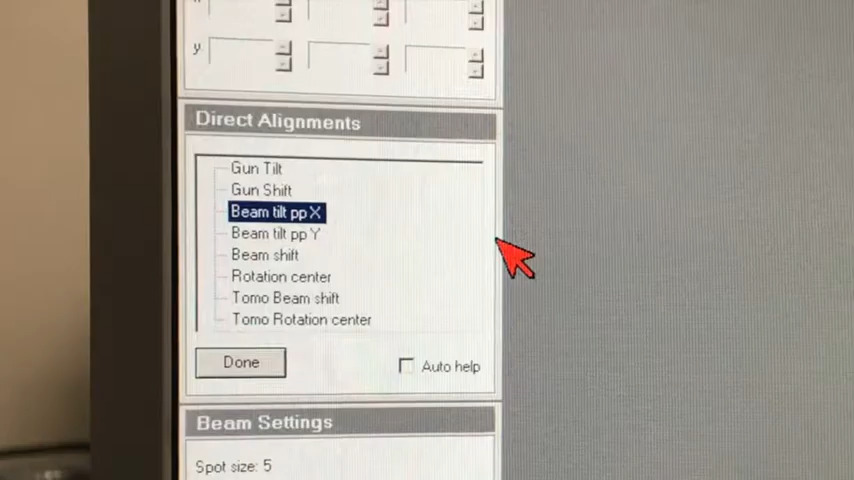 y
Direct Alignments
Gun Tilt
Gun Shift
Beam tilt pp X
Beam tilt pp Y
Beam shift
Rotation center
Tomo Beam shift
Tomo Rotation center
Done
Auto help
Beam Settings
Spot size: 5